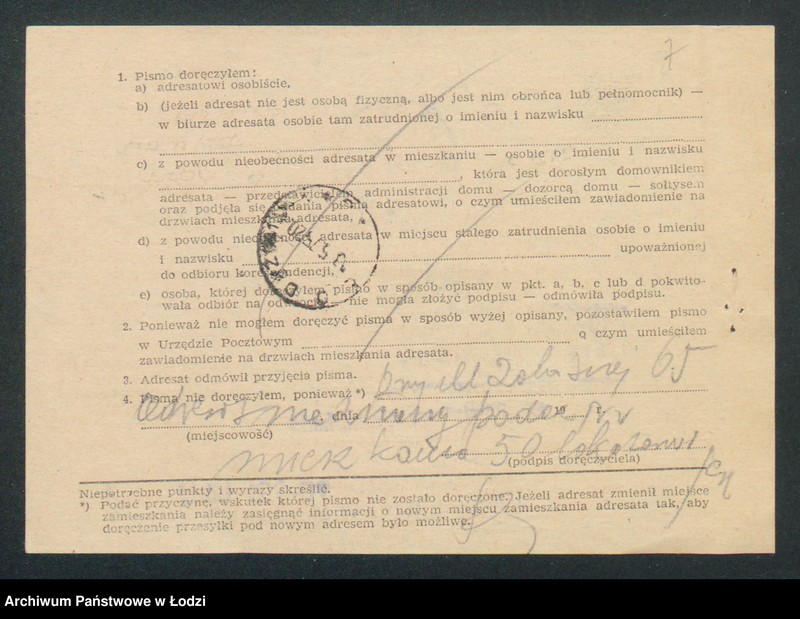 7
1. Pismo doręczyłem:
a) adresatowi osobiście,
b) (jeżeli adresat nie jest osobą fizyczną, albo jest nim obrońca lub pełnomocnik) —
w biurze adresata osobie tam zatrudnionej o imieniu i nazwisku
c) z powodu nieobecności adresata w mieszkaniu — osobie o imieniu i nazwisku
, która jest dorosłym domownikiem
adresata — przedstawicielem administracji domu — dozorcą domu — sołtysem
oraz podjęła się oddania pisma adresatowi, o czym umieściłem zawiadomienie na
drzwiach mieszkania adresata,
d) z powodu nieobecności adresata w miejscu stałego zatrudnienia osobie o imieniu
i nazwisku upoważnionej
do odbioru korespondencji,
e) osoba, której doręczyłem pismo w sposób opisany w pkt. a, b, c lub d pokwito-
wała odbiór na odwrocie — nie mogła złożyć podpisu — odmówiła podpisu.
2. Ponieważ nie mogłem doręczyć pisma w sposób wyżej opisany, pozostawiłem pismo
w Urzędzie Pocztowym o czym umieściłem
zawiadomienie na drzwiach mieszkania adresata.
3. Adresat odmówił przyjęcia pisma.
4. Pisma nie doręczyłem, ponieważ *) przy ul 65
, dnia 19 r.
(miejscowość)
50
(podpis doręczyciela)
Niepotrzebne punkty i wyrazy skreślić.
*) Podać przyczynę, wskutek której pismo nie zostało doręczone. Jeżeli adresat zmienił miejsce
zamieszkania należy zasięgnąć informacji o nowym miejscu zamieszkania adresata tak, aby
doręczenie przesyłki pod nowym adresem było możliwe.
Archiwum Państwowe w Łodzi